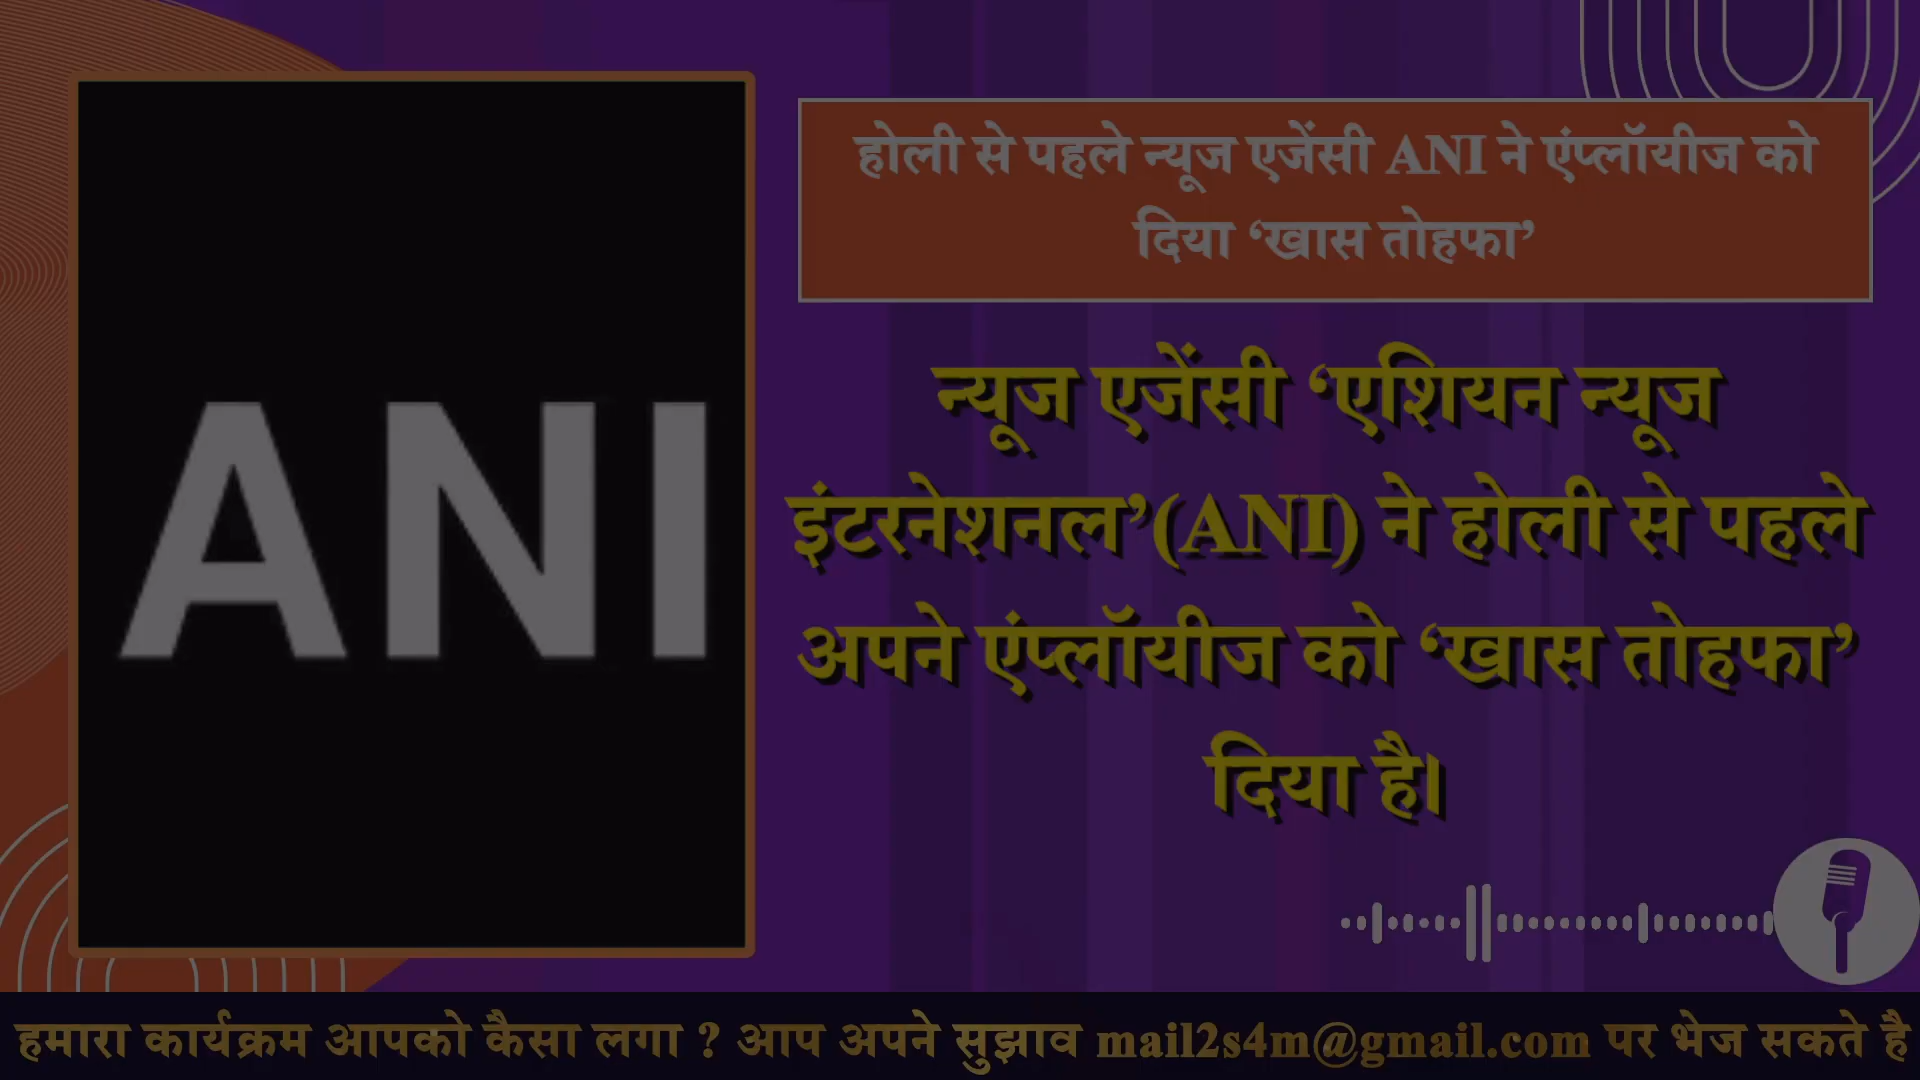 ANI
होली से पहले न्यूज एजेंसी ANI ने एंप्लॉयीज को
दिया ‘खास तोहफा’
न्यूज एजेंसी ‘एशियन न्यूज
इंटरनेशनल’(ANI) ने होली से पहले
अपने एंप्लॉयीज को ‘खास तोहफा’
दिया है।
हमारा कार्यक्रम आपको कैसा लगा ? आप अपने सुझाव mail2s4m@gmail.com पर भेज सकते है